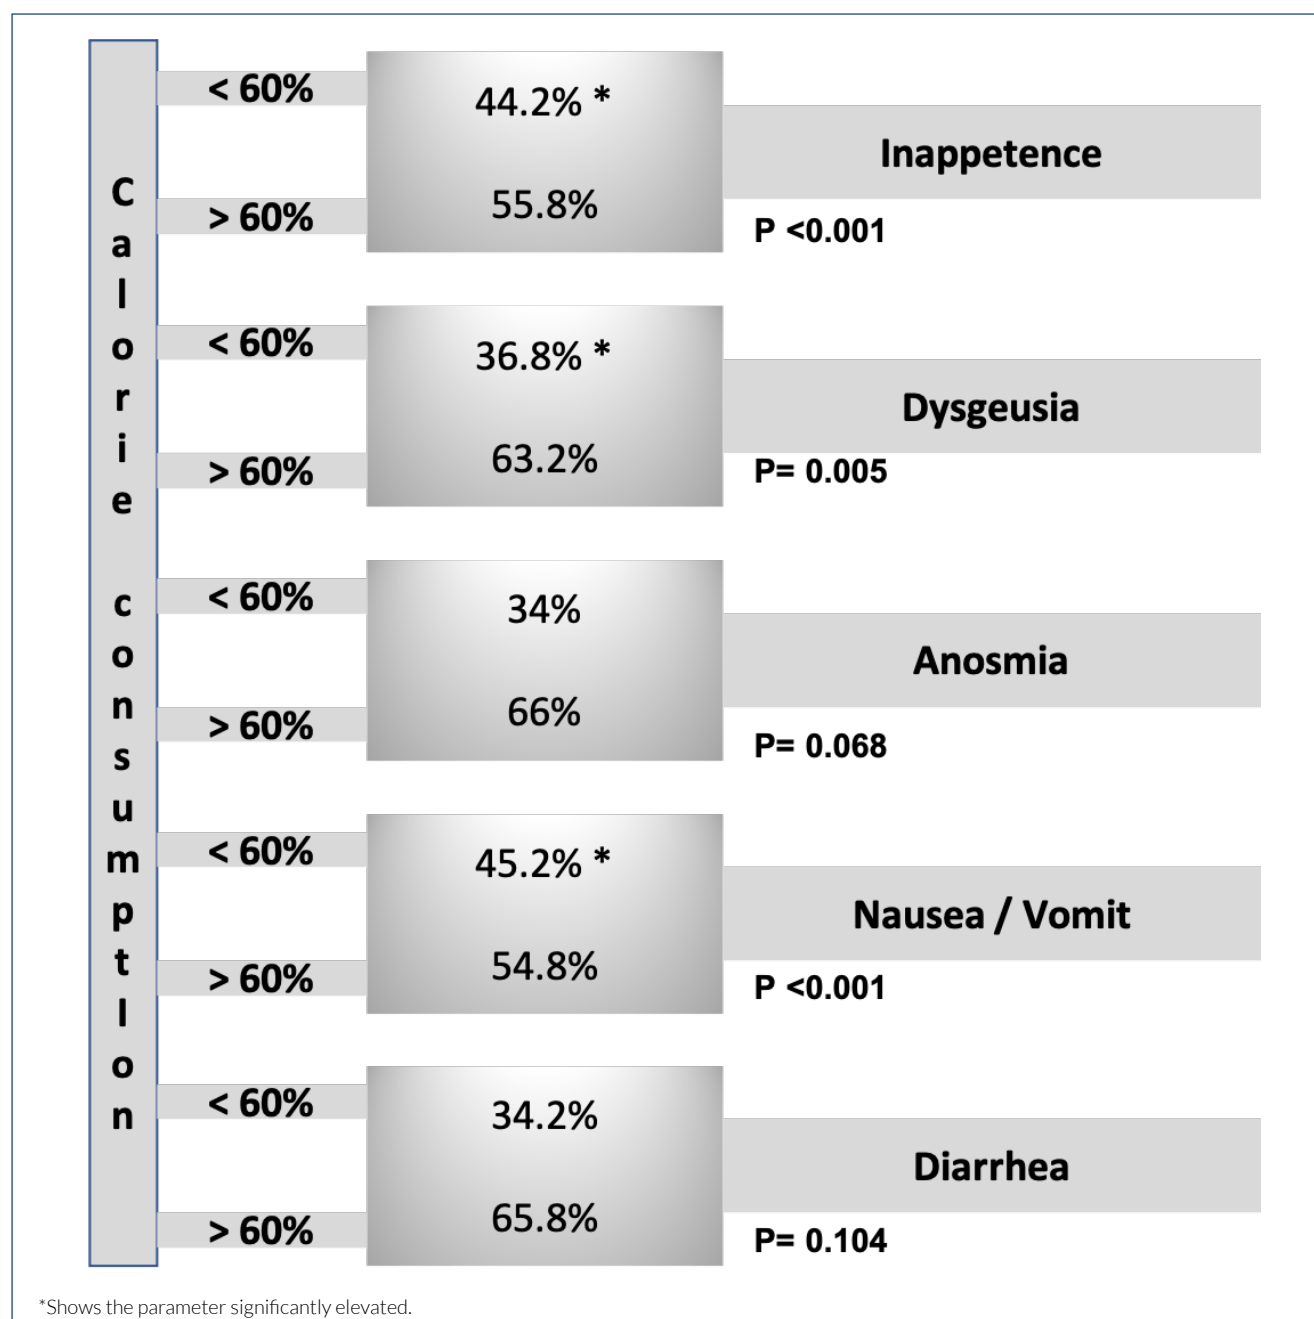 Calorie consumptlon
< 60%
44.2% *
Inappetence
> 60%
55.8%
P <0.001
< 60%
36.8% *
Dysgeusia
> 60%
63.2%
P= 0.005
< 60%
34%
Anosmia
> 60%
66%
P= 0.068
< 60%
45.2% *
Nausea / Vomit
> 60%
54.8%
P <0.001
< 60%
34.2%
Diarrhea
> 60%
65.8%
P= 0.104
*Shows the parameter significantly elevated.